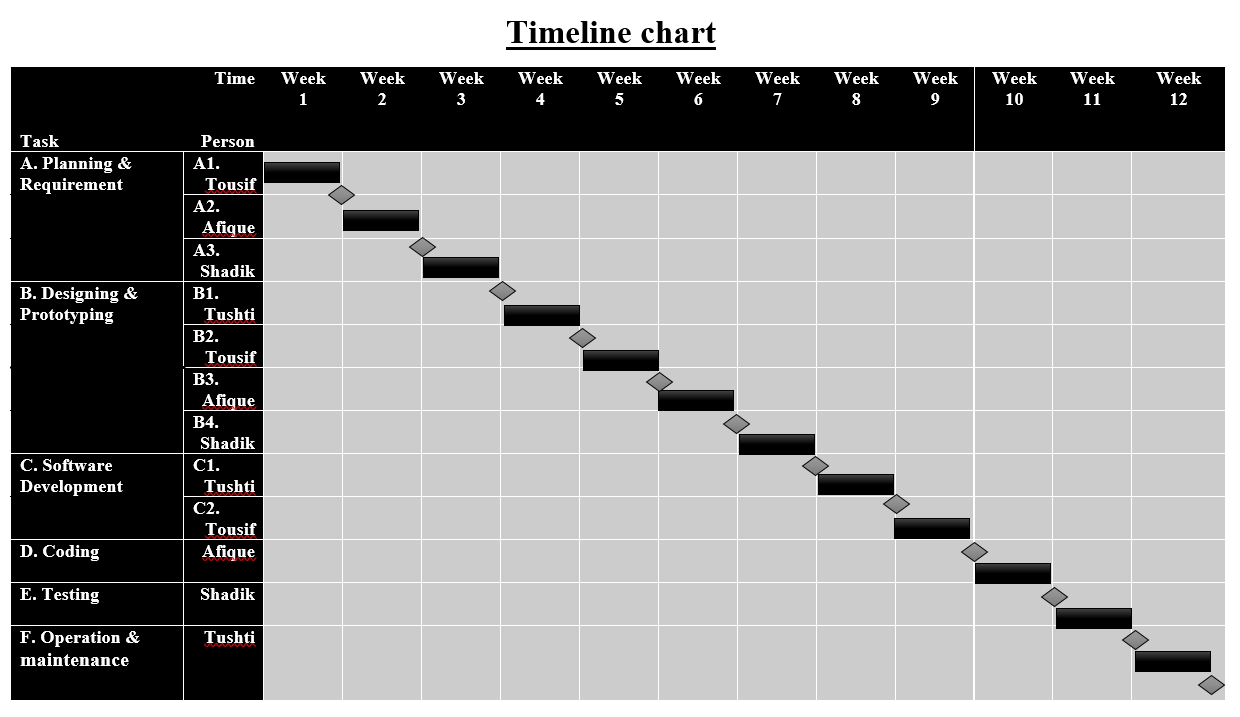 Timeline chart
Time Week Week Week Week Week Week Week Week Week Week Week Week
1 2 3 4 5 6 7 8 9 10 11 12
Task Person
A. Planning & A1.
Requirement Tousif
A2.
Afique
A3.
Shadik
B. Designing & B1.
Prototyping Tushti
B2.
Tousif
B3.
Afique
B4.
Shadik
C. Software C1.
Development Tushti
C2.
Tousif
D. Coding Afique
E. Testing Shadik
F. Operation & Tushti
maintenance